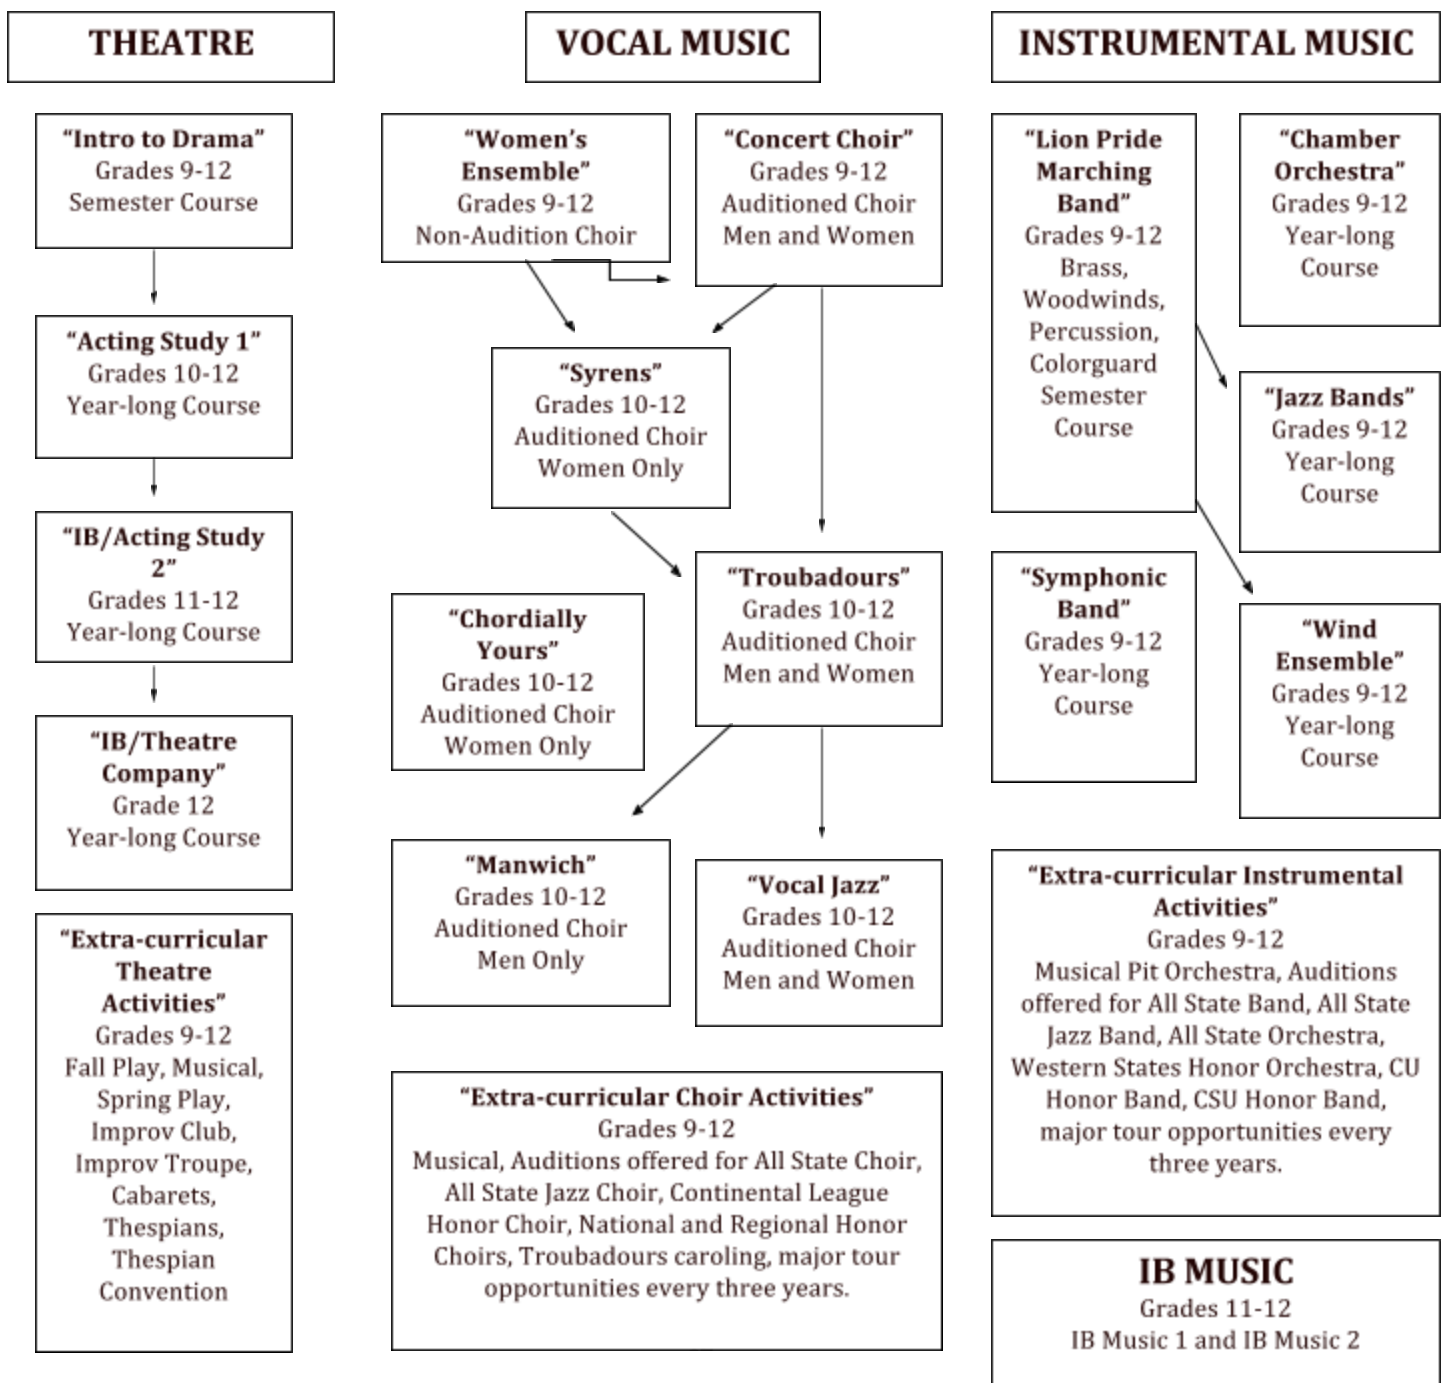 THEATRE
“Intro to Drama”
Grades 9-12
Semester Course
“Acting Study 1”
Grades 10-12
Year-long Course
“IB/Acting Study
2”
Grades 11-12
Year-long Course
“IB/Theatre
Company”
Grade 12
Year-long Course
“Extra-curricular
Theatre
Activities”
Grades 9-12
Fall Play, Musical,
Spring Play,
Improv Club,
Improv Troupe,
Cabarets,
Thespians,
Thespian
Convention
VOCAL MUSIC
“Women’s
Ensemble”
Grades 9-12
Non-Audition Choir
“Concert Choir”
Grades 9-12
Auditioned Choir
Men and Women
“Syrens”
Grades 10-12
Auditioned Choir
Women Only
“Troubadours”
Grades 10-12
Auditioned Choir
Men and Women
“Chordially
Yours”
Grades 10-12
Auditioned Choir
Women Only
“Manwich”
Grades 10-12
Auditioned Choir
Men Only
“Vocal Jazz”
Grades 10-12
Auditioned Choir
Men and Women
“Extra-curricular Choir Activities”
Grades 9-12
Musical, Auditions offered for All State Choir,
All State Jazz Choir, Continental League
Honor Choir, National and Regional Honor
Choirs, Troubadours caroling, major tour
opportunities every three years.
INSTRUMENTAL MUSIC
“Lion Pride
Marching
Band”
Grades 9-12
Brass,
Woodwinds,
Percussion,
Colorguard
Semester
Course
“Chamber
Orchestra”
Grades 9-12
Year-long
Course
“Jazz Bands”
Grades 9-12
Year-long
Course
“Symphonic
Band”
Grades 9-12
Year-long
Course
“Wind
Ensemble”
Grades 9-12
Year-long
Course
“Extra-curricular Instrumental
Activities”
Grades 9-12
Musical Pit Orchestra, Auditions
offered for All State Band, All State
Jazz Band, All State Orchestra,
Western States Honor Orchestra, CU
Honor Band, CSU Honor Band,
major tour opportunities every
three years.
IB MUSIC
Grades 11-12
IB Music 1 and IB Music 2